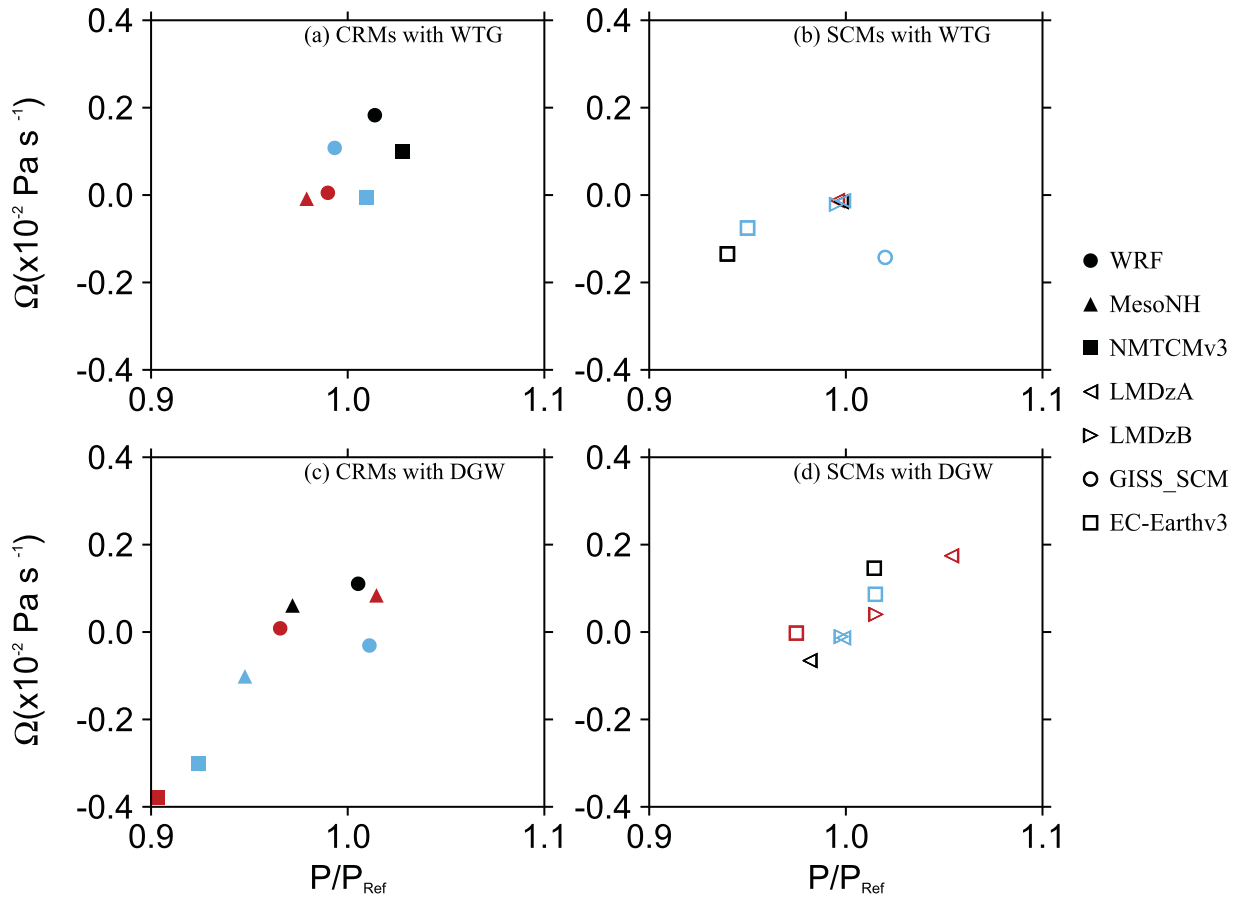 (a) CRMs with WTG
0.4
0.2
0.0
-0.2
-0.4
Ω(x10⁻² Pa s ⁻¹)
0.9 1.0 1.1
(b) SCMs with WTG
0.4
0.2
0.0
-0.2
-0.4
0.9 1.0 1.1
(c) CRMs with DGW
0.4
0.2
0.0
-0.2
-0.4
Ω(x10⁻² Pa s ⁻¹)
0.9 1.0 1.1
P/P_Ref
(d) SCMs with DGW
0.4
0.2
0.0
-0.2
-0.4
0.9 1.0 1.1
P/P_Ref
WRF
MesoNH
NMTCMv3
LMDzA
LMDzB
GISS_SCM
EC-Earthv3